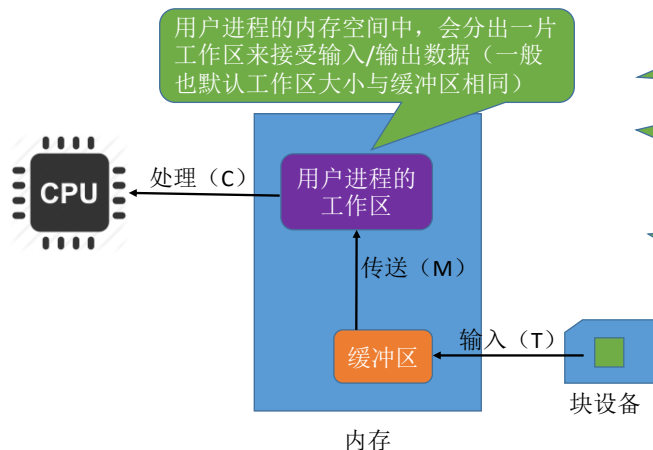 用户进程的内存空间中，会分出一片
工作区来接受输入/输出数据（一般
也默认工作区大小与缓冲区相同）
处理（C）
CPU
用户进程的
工作区
传送（M）
输入（T）
缓冲区
块设备
内存